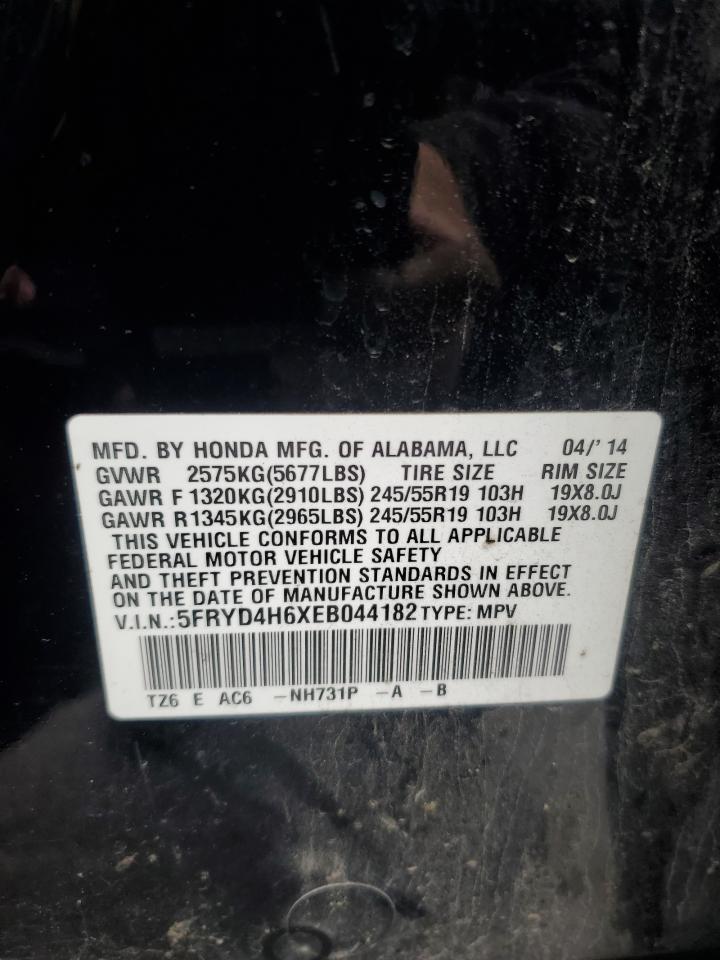 MFD. BY HONDA MFG. OF ALABAMA, LLC 04/'14
GVWR 2575KG(5677LBS) TIRE SIZE RIM SIZE
GAWR F 1320KG(2910LBS) 245/55R19 103H 19X8.0J
GAWR R 1345KG(2965LBS) 245/55R19 103H 19X8.0J
THIS VEHICLE CONFORMS TO ALL APPLICABLE
FEDERAL MOTOR VEHICLE SAFETY
AND THEFT PREVENTION STANDARDS IN EFFECT
ON THE DATE OF MANUFACTURE SHOWN ABOVE.
V.I.N.:5FRYD4H6XEB044182 TYPE: MPV
TZ6 E AC6 -NH731P -A -B